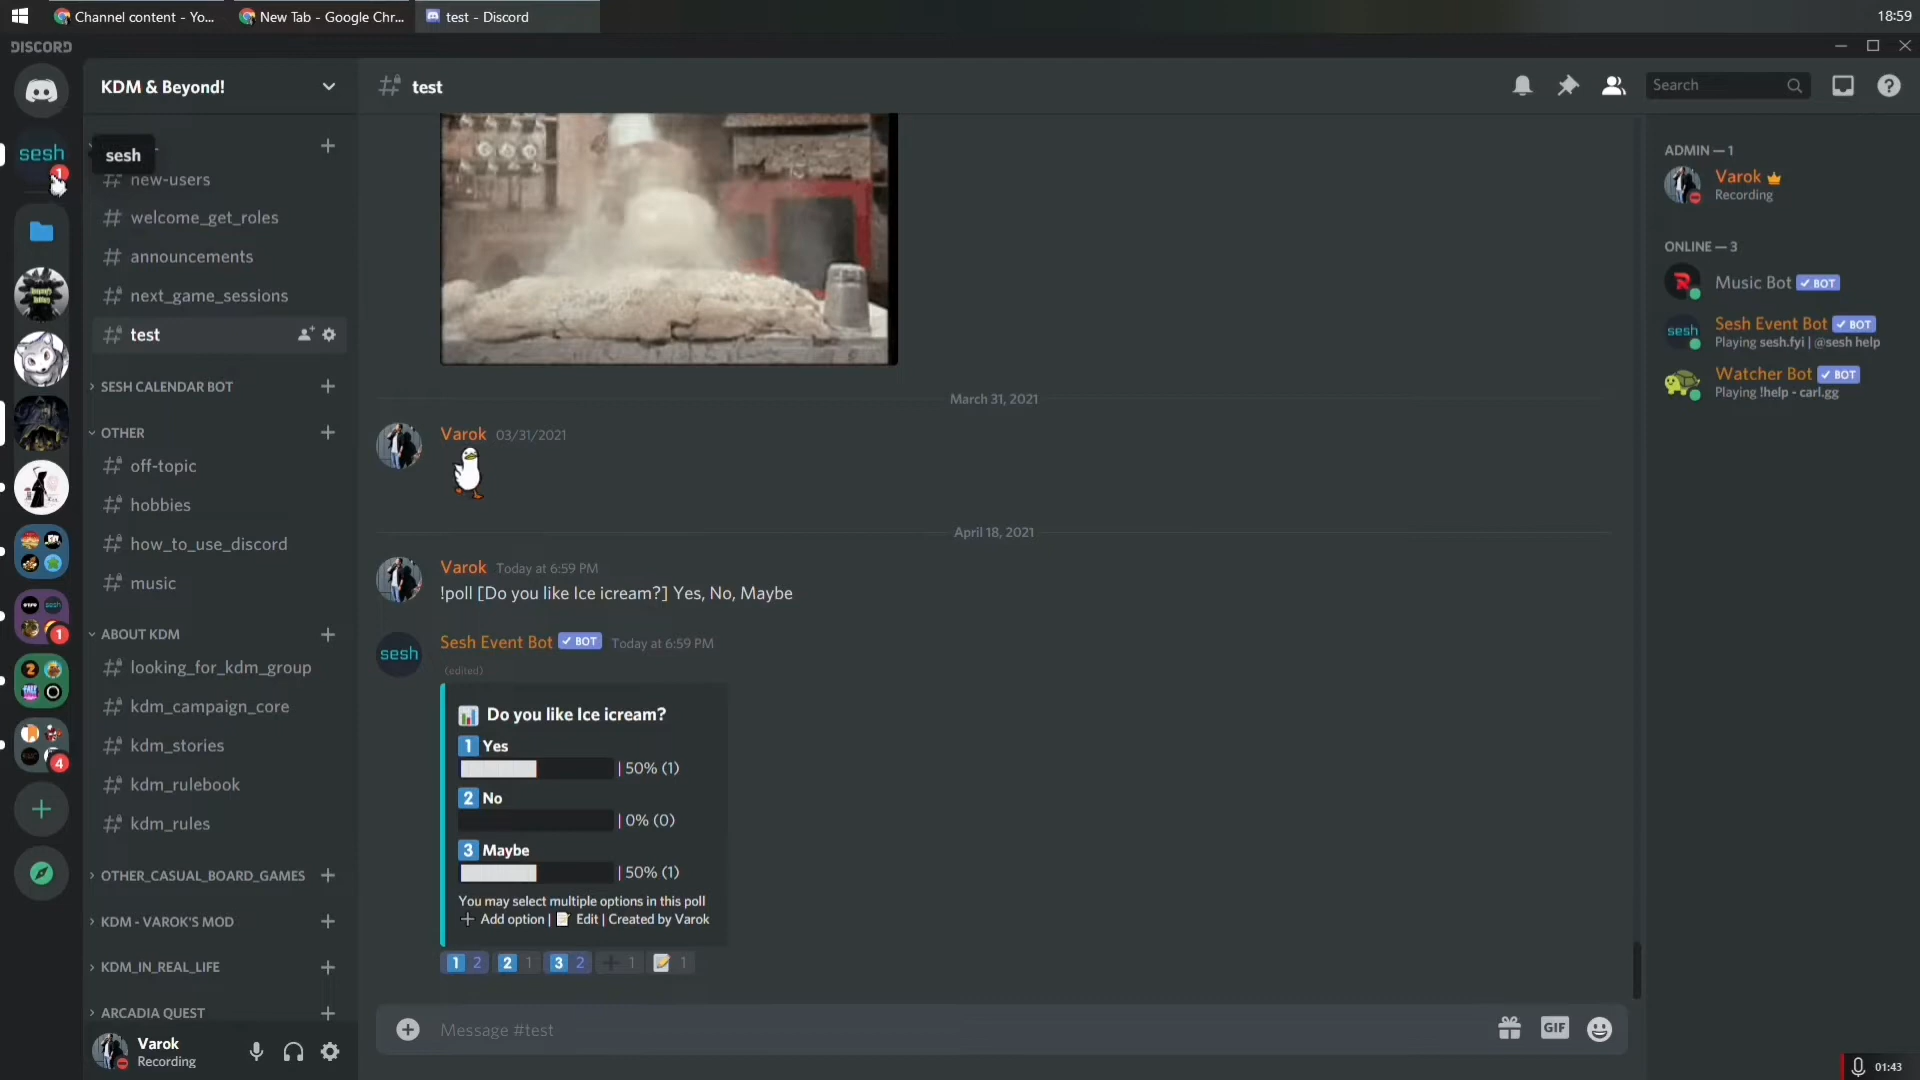 Channel content - Yo...
New Tab - Google Chr...
test - Discord
18:59
DISCORD
KDM & Beyond!
test
Search
sesh
1
sesh
new-users
welcome_get_roles
announcements
next_game_sessions
test
SESH CALENDAR BOT
OTHER
off-topic
hobbies
how_to_use_discord
music
ABOUT KDM
looking_for_kdm_group
kdm_campaign_core
kdm_stories
kdm_rulebook
kdm_rules
OTHER_CASUAL_BOARD_GAMES
KDM - VAROK'S MOD
KDM_IN_REAL_LIFE
ARCADIA QUEST
1
4
Varok
Recording
March 31, 2021
Varok 03/31/2021
April 18, 2021
Varok Today at 6:59 PM
!poll [Do you like Ice icream?] Yes, No, Maybe
sesh
Sesh Event Bot BOT Today at 6:59 PM
(edited)
Do you like Ice icream?
1 Yes
| 50% (1)
2 No
| 0% (0)
3 Maybe
| 50% (1)
You may select multiple options in this poll
Add option | Edit | Created by Varok
1 2 2 1 3 2 1 1
Message #test
GIF
ADMIN — 1
Varok
Recording
ONLINE — 3
Music Bot BOT
sesh
Sesh Event Bot BOT
Playing sesh.fyi | @sesh help
Watcher Bot BOT
Playing !help - carl.gg
01:43